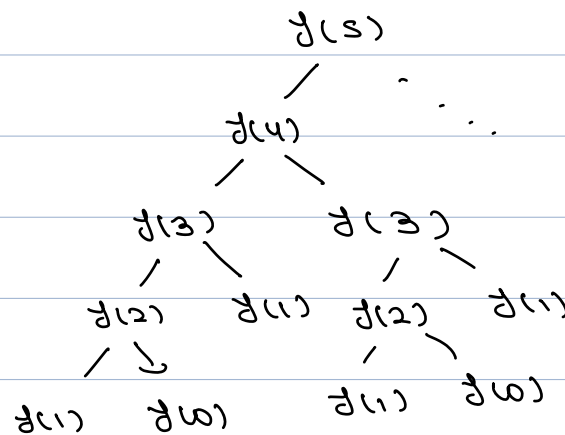 f(5)
f(4)
f(3) f(3)
f(2) f(1) f(2) f(1)
f(1) f(0) f(1) f(0)